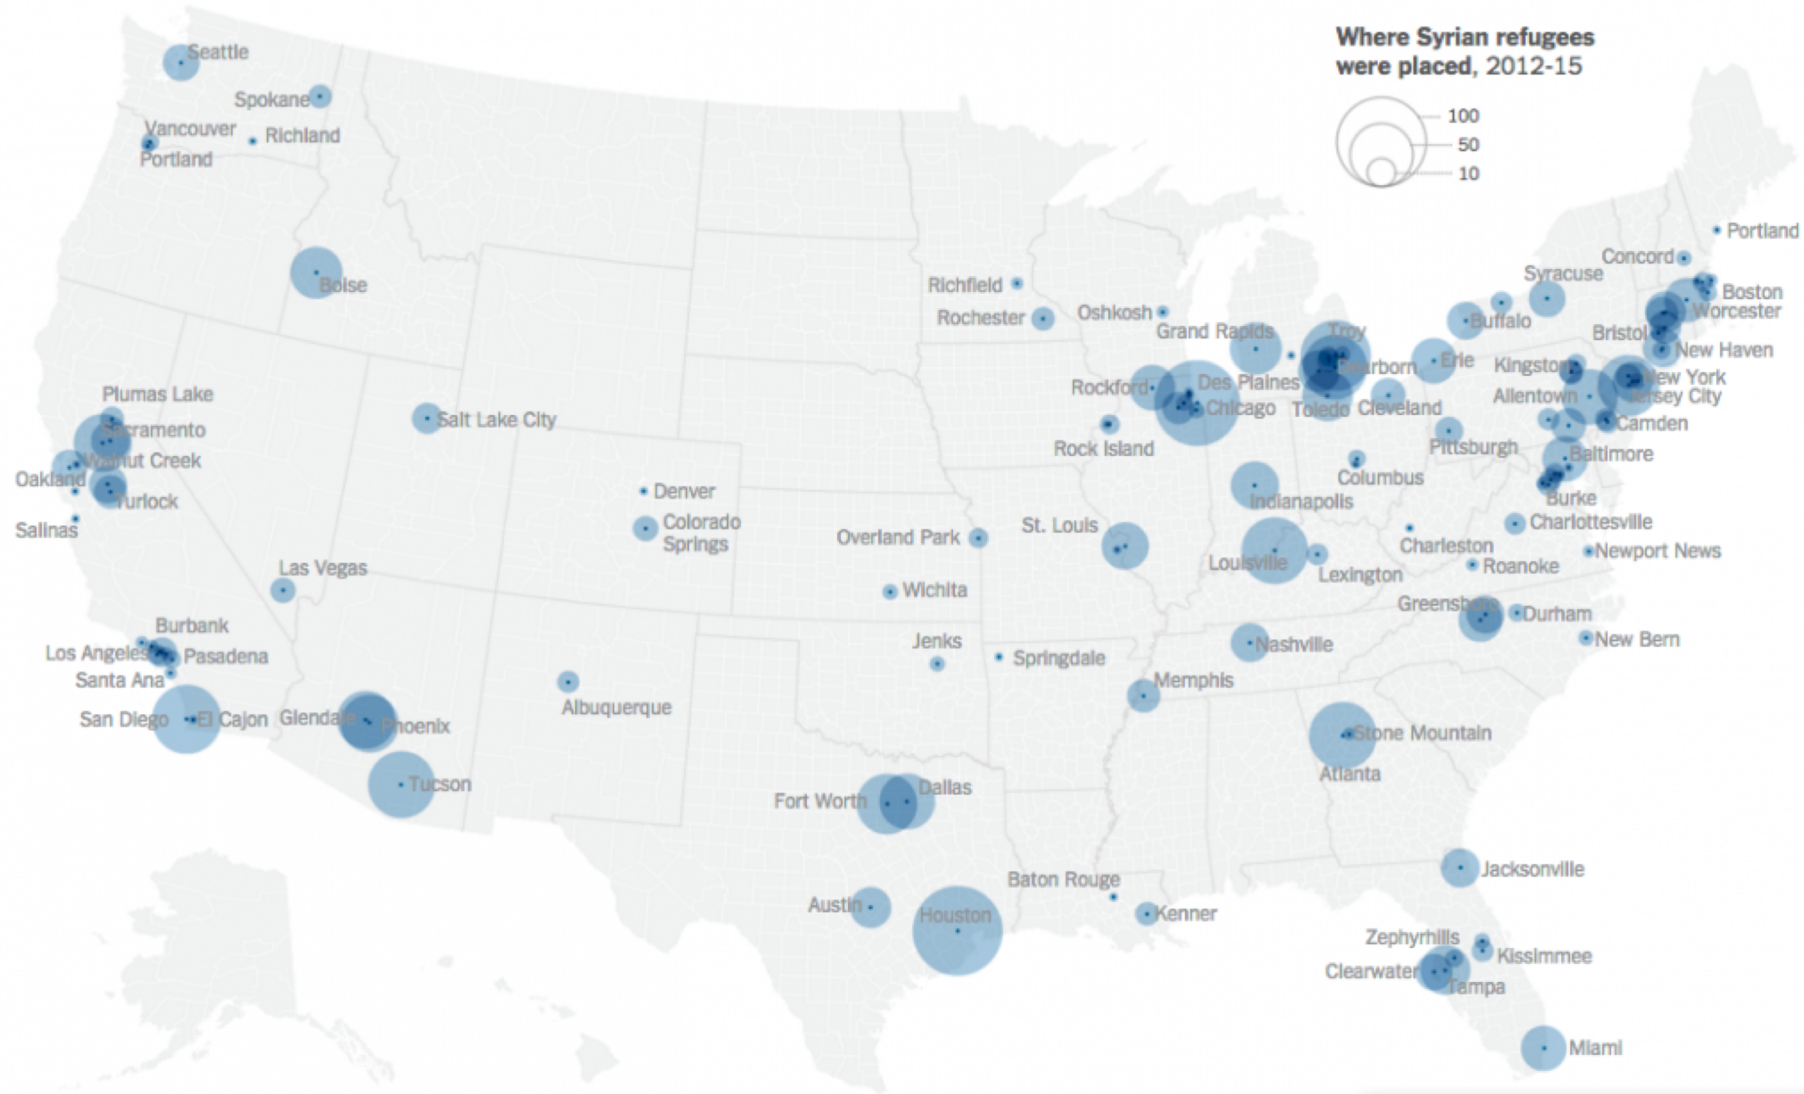 Where Syrian refugees
were placed, 2012-15
100
50
10
Seattle
Spokane
Vancouver
Richland
Portland
Boise
Portland
Concord
Syracuse
Richfield
Boston
Oshkosh
Worcester
Rochester
Buffalo
Grand Rapids
Troy
Bristol
New Haven
Erie
Kingston
Dearborn
New York
Rockford
Des Plaines
Plumas Lake
Allentown
Jersey City
Chicago
Toledo
Cleveland
Salt Lake City
Camden
Sacramento
Rock Island
Pittsburgh
Baltimore
Walnut Creek
Oakland
Columbus
Denver
Burke
Turlock
Indianapolis
Colorado
Springs
Charlottesville
St. Louis
Salinas
Overland Park
Charleston
Newport News
Louisville
Roanoke
Las Vegas
Lexington
Wichita
Greensboro
Durham
Burbank
New Bern
Jenks
Nashville
Los Angeles
Pasadena
Springdale
Santa Ana
Memphis
Albuquerque
San Diego
El Cajon
Glendale
Phoenix
Stone Mountain
Atlanta
Tucson
Dallas
Fort Worth
Jacksonville
Baton Rouge
Austin
Houston
Kenner
Zephyrhills
Kissimmee
Clearwater
Tampa
Miami